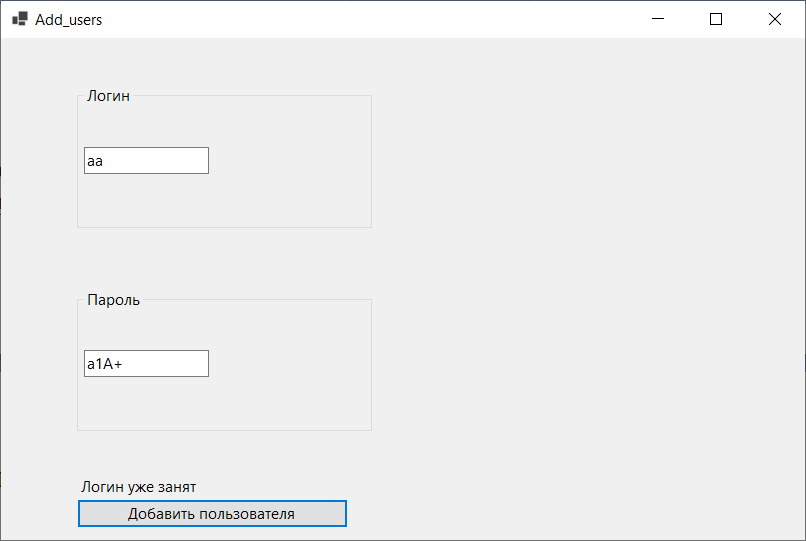 Add_users
Логин
aa
Пароль
a1A+
Логин уже занят
Добавить пользователя